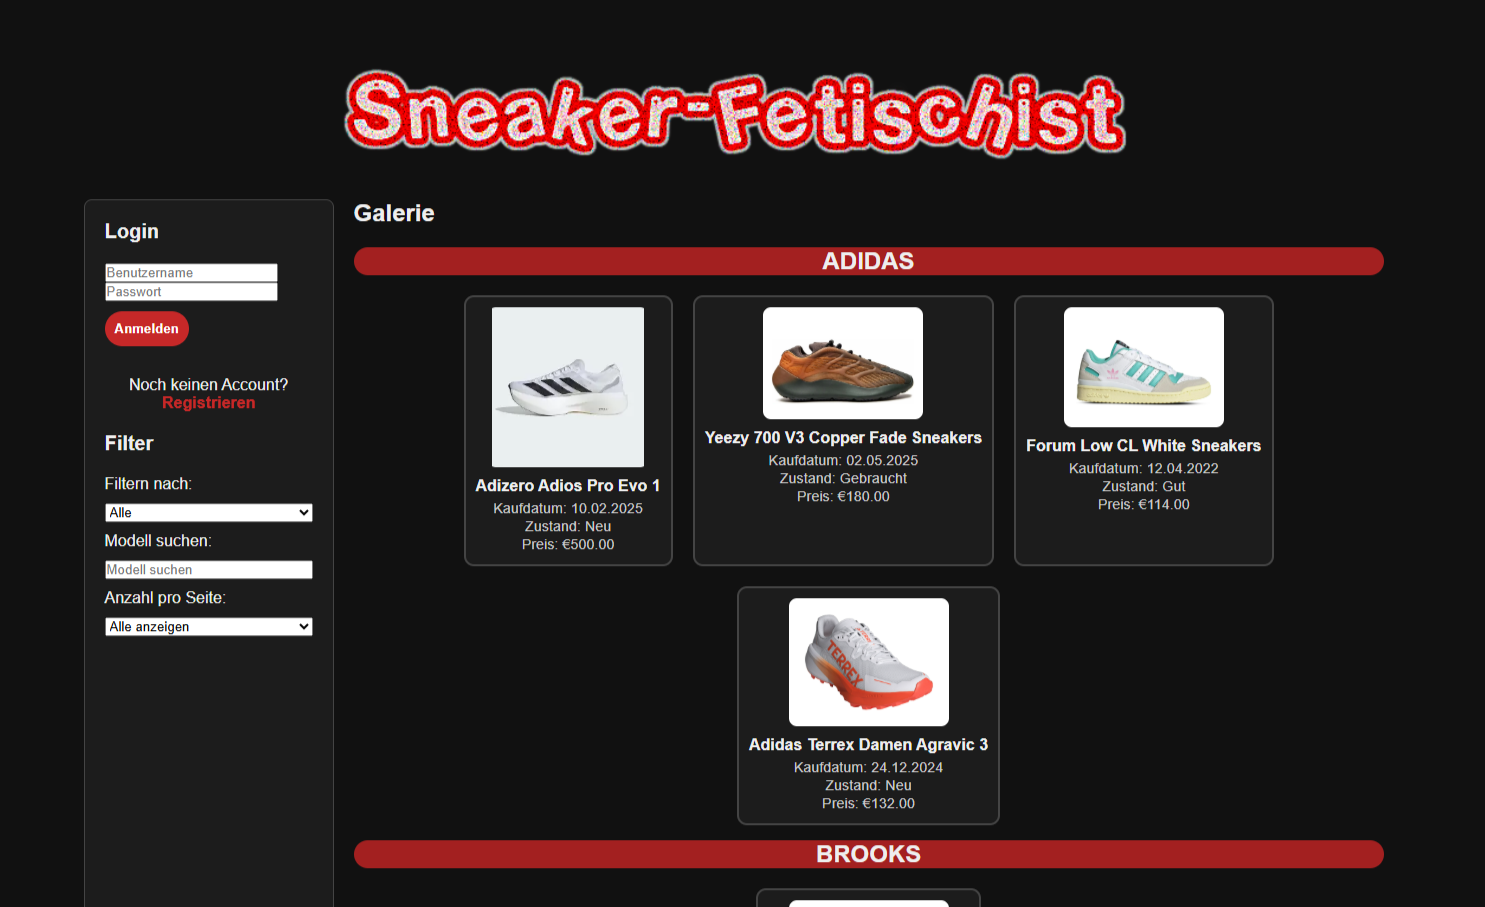 Sneaker-Fetischist
Login
Benutzername
Passwort
Anmelden
Noch keinen Account?
Registrieren
Filter
Filtern nach:
Alle
Modell suchen:
Modell suchen
Anzahl pro Seite:
Alle anzeigen
Galerie
ADIDAS
Adizero Adios Pro Evo 1
Kaufdatum: 10.02.2025
Zustand: Neu
Preis: €500.00
Yeezy 700 V3 Copper Fade Sneakers
Kaufdatum: 02.05.2025
Zustand: Gebraucht
Preis: €180.00
Forum Low CL White Sneakers
Kaufdatum: 12.04.2022
Zustand: Gut
Preis: €114.00
TERREX
Adidas Terrex Damen Agravic 3
Kaufdatum: 24.12.2024
Zustand: Neu
Preis: €132.00
BROOKS